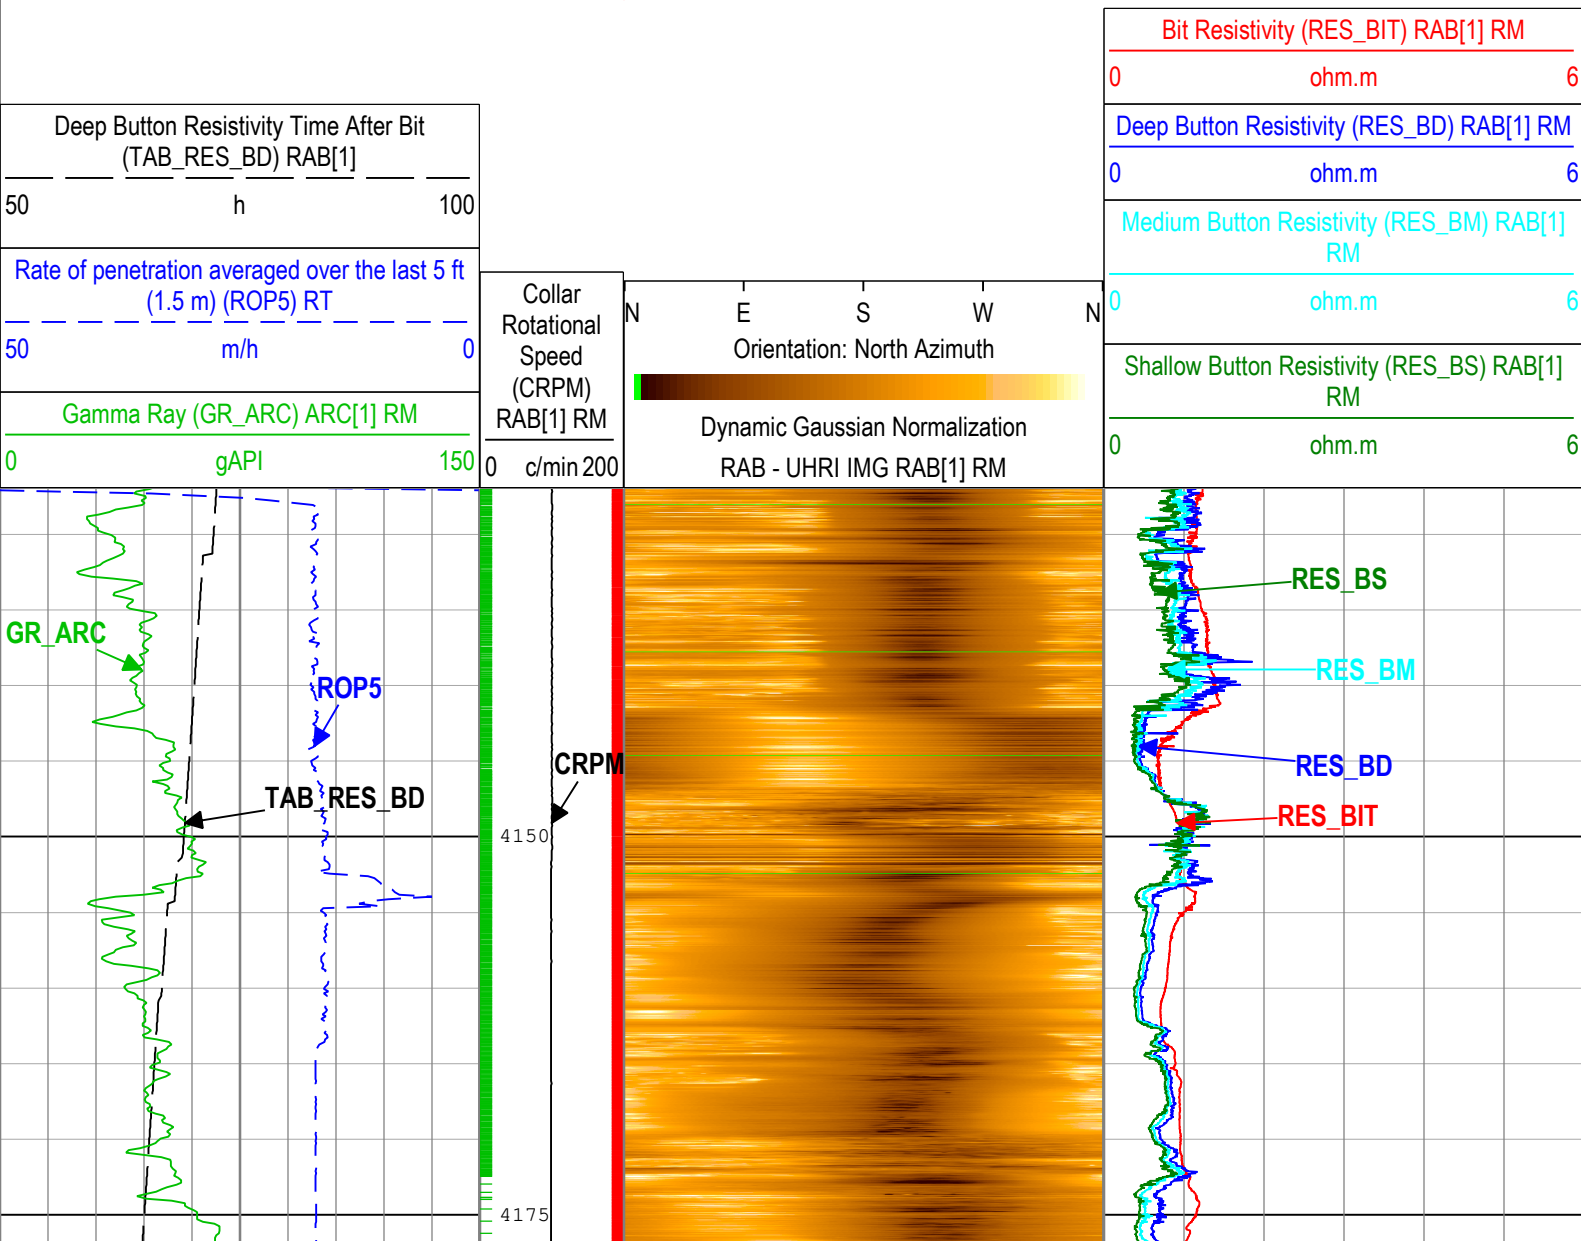 Deep Button Resistivity Time After Bit
(TAB_RES_BD) RAB[1]
50 h 100
Rate of penetration averaged over the last 5 ft
(1.5 m) (ROP5) RT
50 m/h 0
Gamma Ray (GR_ARC) ARC[1] RM
0 gAPI 150
Collar
Rotational
Speed
(CRPM)
RAB[1] RM
0 c/min 200
N E S W N
Orientation: North Azimuth
Dynamic Gaussian Normalization
RAB - UHRI IMG RAB[1] RM
Bit Resistivity (RES_BIT) RAB[1] RM
0 ohm.m 6
Deep Button Resistivity (RES_BD) RAB[1] RM
0 ohm.m 6
Medium Button Resistivity (RES_BM) RAB[1]
RM
0 ohm.m 6
Shallow Button Resistivity (RES_BS) RAB[1]
RM
0 ohm.m 6
GR_ARC
ROP5
TAB_RES_BD
CRPM
4150
4175
RES_BS
RES_BM
RES_BD
RES_BIT